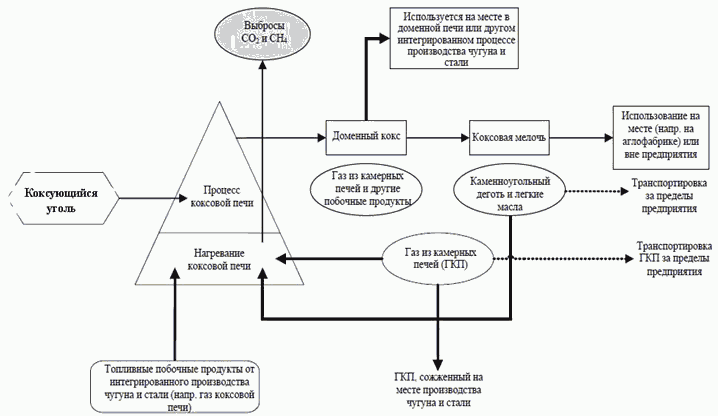 Выбросы
CO₂ и CH₄
Используется на месте в
доменной печи или другом
интегрированном процессе
производства чугуна и
стали
Доменный кокс
Коксовая мелочь
Использование на
месте (напр. на
аглофабрике) или
вне предприятия
Коксующийся
уголь
Процесс
коксовой печи
Газ из камерных
печей и другие
побочные продукты
Каменноугольный
деготь и легкие
масла
Транспортировка
за пределы
предприятия
Нагревание
коксовой печи
Газ из камерных
печей (ГКП)
Транспортировка
ГКП за пределы
предприятия
Топливные побочные продукты от
интегрированного производства
чугуна и стали (напр. газ коксовой
печи)
ГКП, сожженный на
месте производства
чугуна и стали